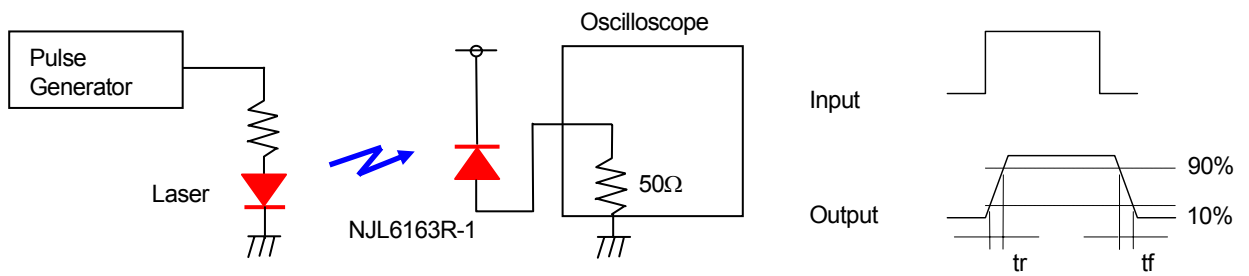 Oscilloscope
Pulse
Generator
Laser
NJL6163R-1
50Ω
Input
Output
90%
10%
tr
tf